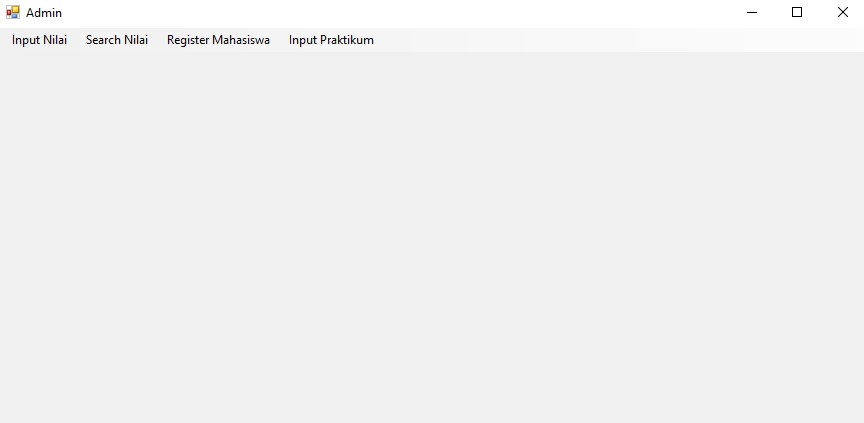 Admin
Input Nilai Search Nilai Register Mahasiswa Input Praktikum